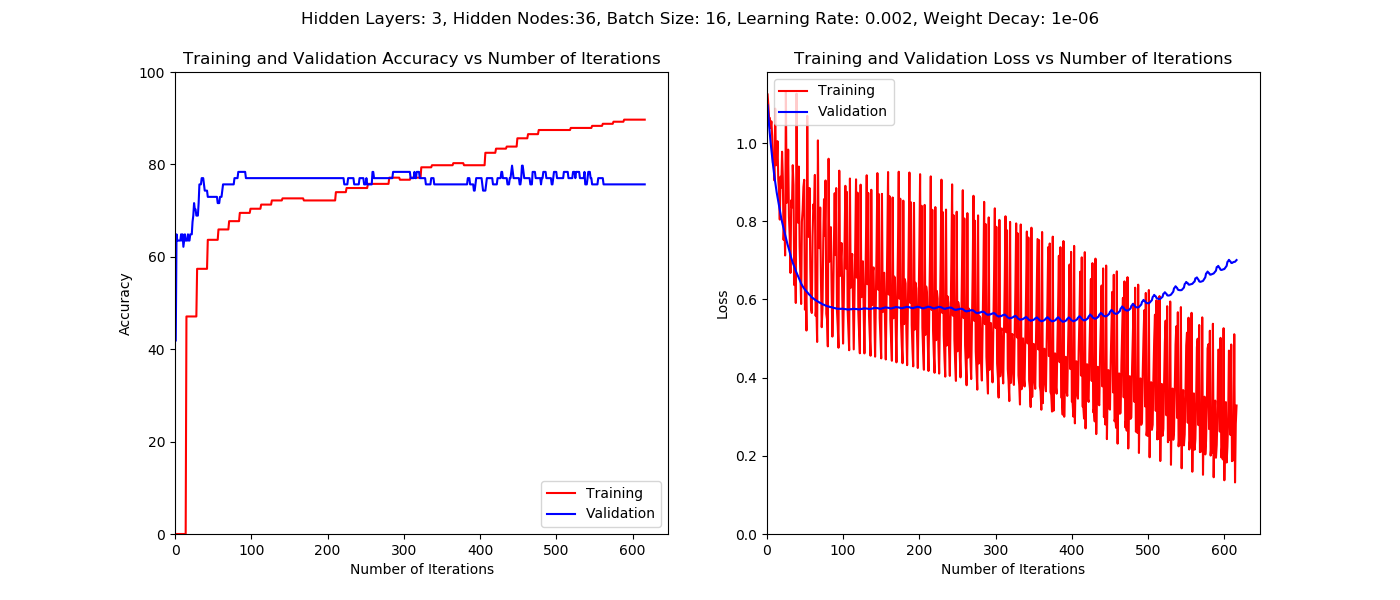 Hidden Layers: 3, Hidden Nodes:36, Batch Size: 16, Learning Rate: 0.002, Weight Decay: 1e-06
Training and Validation Accuracy vs Number of Iterations
100
80
60
40
20
0
Accuracy
0 100 200 300 400 500 600
Number of Iterations
Training
Validation
Training and Validation Loss vs Number of Iterations
1.0
0.8
0.6
0.4
0.2
0.0
Loss
0 100 200 300 400 500 600
Number of Iterations
Training
Validation